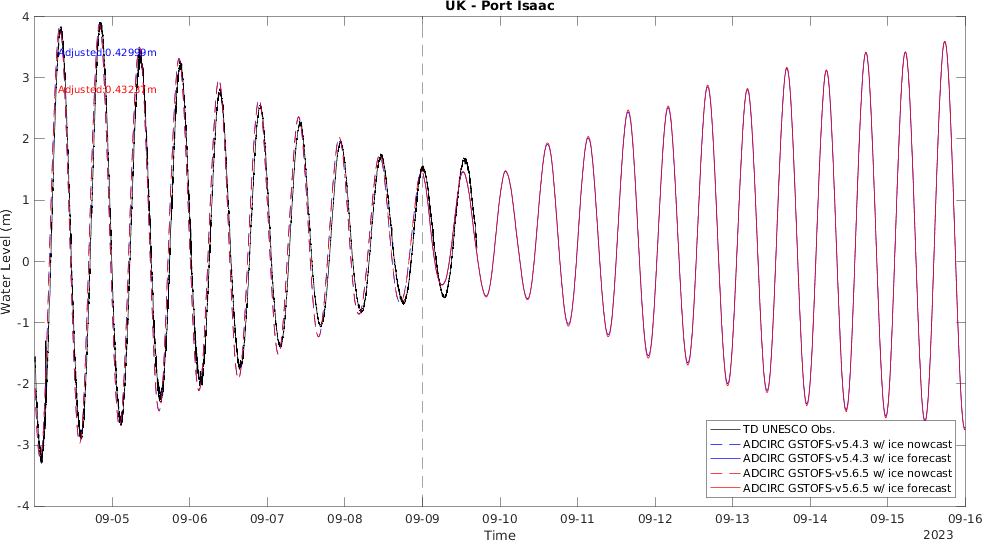 UK - Port Isaac
4
3
2
1
0
-1
-2
-3
-4
Water Level (m)
Adjusted:0.42999m
Adjusted:0.43237m
09-05
09-06
09-07
09-08
09-09
09-10
09-11
09-12
09-13
09-14
09-15
09-16
Time
2023
TD UNESCO Obs.
ADCIRC GSTOFS-v5.4.3 w/ ice nowcast
ADCIRC GSTOFS-v5.4.3 w/ ice forecast
ADCIRC GSTOFS-v5.6.5 w/ ice nowcast
ADCIRC GSTOFS-v5.6.5 w/ ice forecast